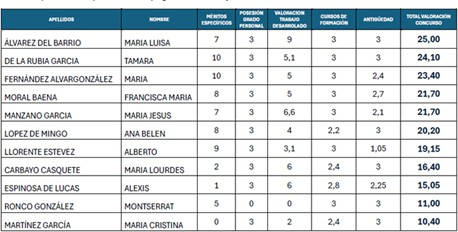 APELLIDOS NOMBRE MÉRITOS ESPECÍFICOS POSESIÓN GRADO PERSONAL VALORACION TRABAJO DESARROLLADO CURSOS DE FORMACIÓN ANTIGÜEDAD TOTAL VALORACIÓN CONCURSO
ÁLVAREZ DEL BARRIO MARIA LUISA 7 3 9 3 3 25,00
DE LA RUBIA GARCIA TAMARA 10 3 5,1 3 3 24,10
FERNÁNDEZ ALVARGONZÁLEZ MARIA 10 3 5 3 2,4 23,40
MORAL BAENA FRANCISCA MARIA 8 3 5 3 2,7 21,70
MANZANO GARCIA MARIA JESUS 7 3 6,6 3 2,1 21,70
LOPEZ DE MINGO ANA BELEN 8 3 4 2,2 3 20,20
LLORENTE ESTEVEZ ALBERTO 9 3 3,1 3 1,05 19,15
CARBAYO CASQUETE MARIA LOURDES 2 3 6 2,4 3 16,40
ESPINOSA DE LUCAS ALEXIS 1 3 6 2,8 2,25 15,05
RONCO GONZÁLEZ MONTSERRAT 5 0 0 3 3 11,00
MARTÍNEZ GARCÍA MARIA CRISTINA 0 3 2 2,4 3 10,40